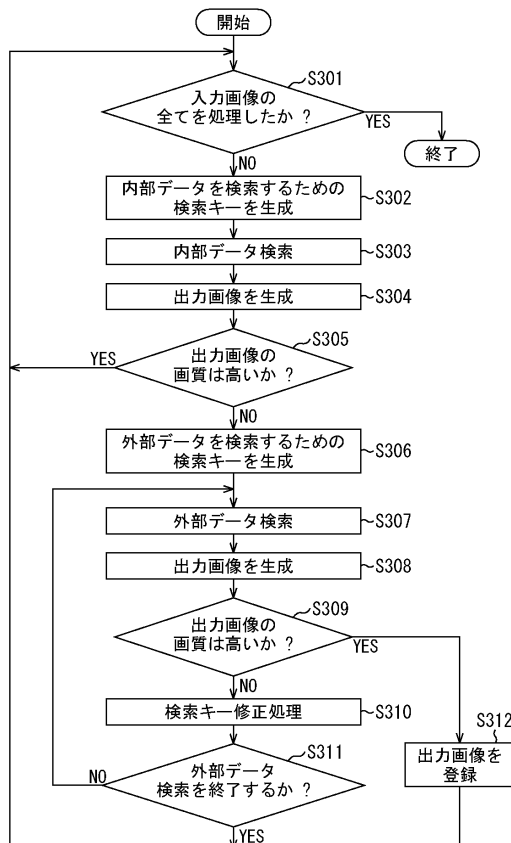 開始
S301
入力画像の
全てを処理したか ?
YES
終了
NO
内部データを検索するための
検索キーを生成
S302
内部データ検索
S303
出力画像を生成
S304
S305
YES
出力画像の
画質は高いか ?
NO
外部データを検索するための
検索キーを生成
S306
外部データ検索
S307
出力画像を生成
S308
S309
出力画像の
画質は高いか ?
YES
NO
検索キー修正処理
S310
S311
S312
NO
外部データ
検索を終了するか ?
出力画像を
登録
YES